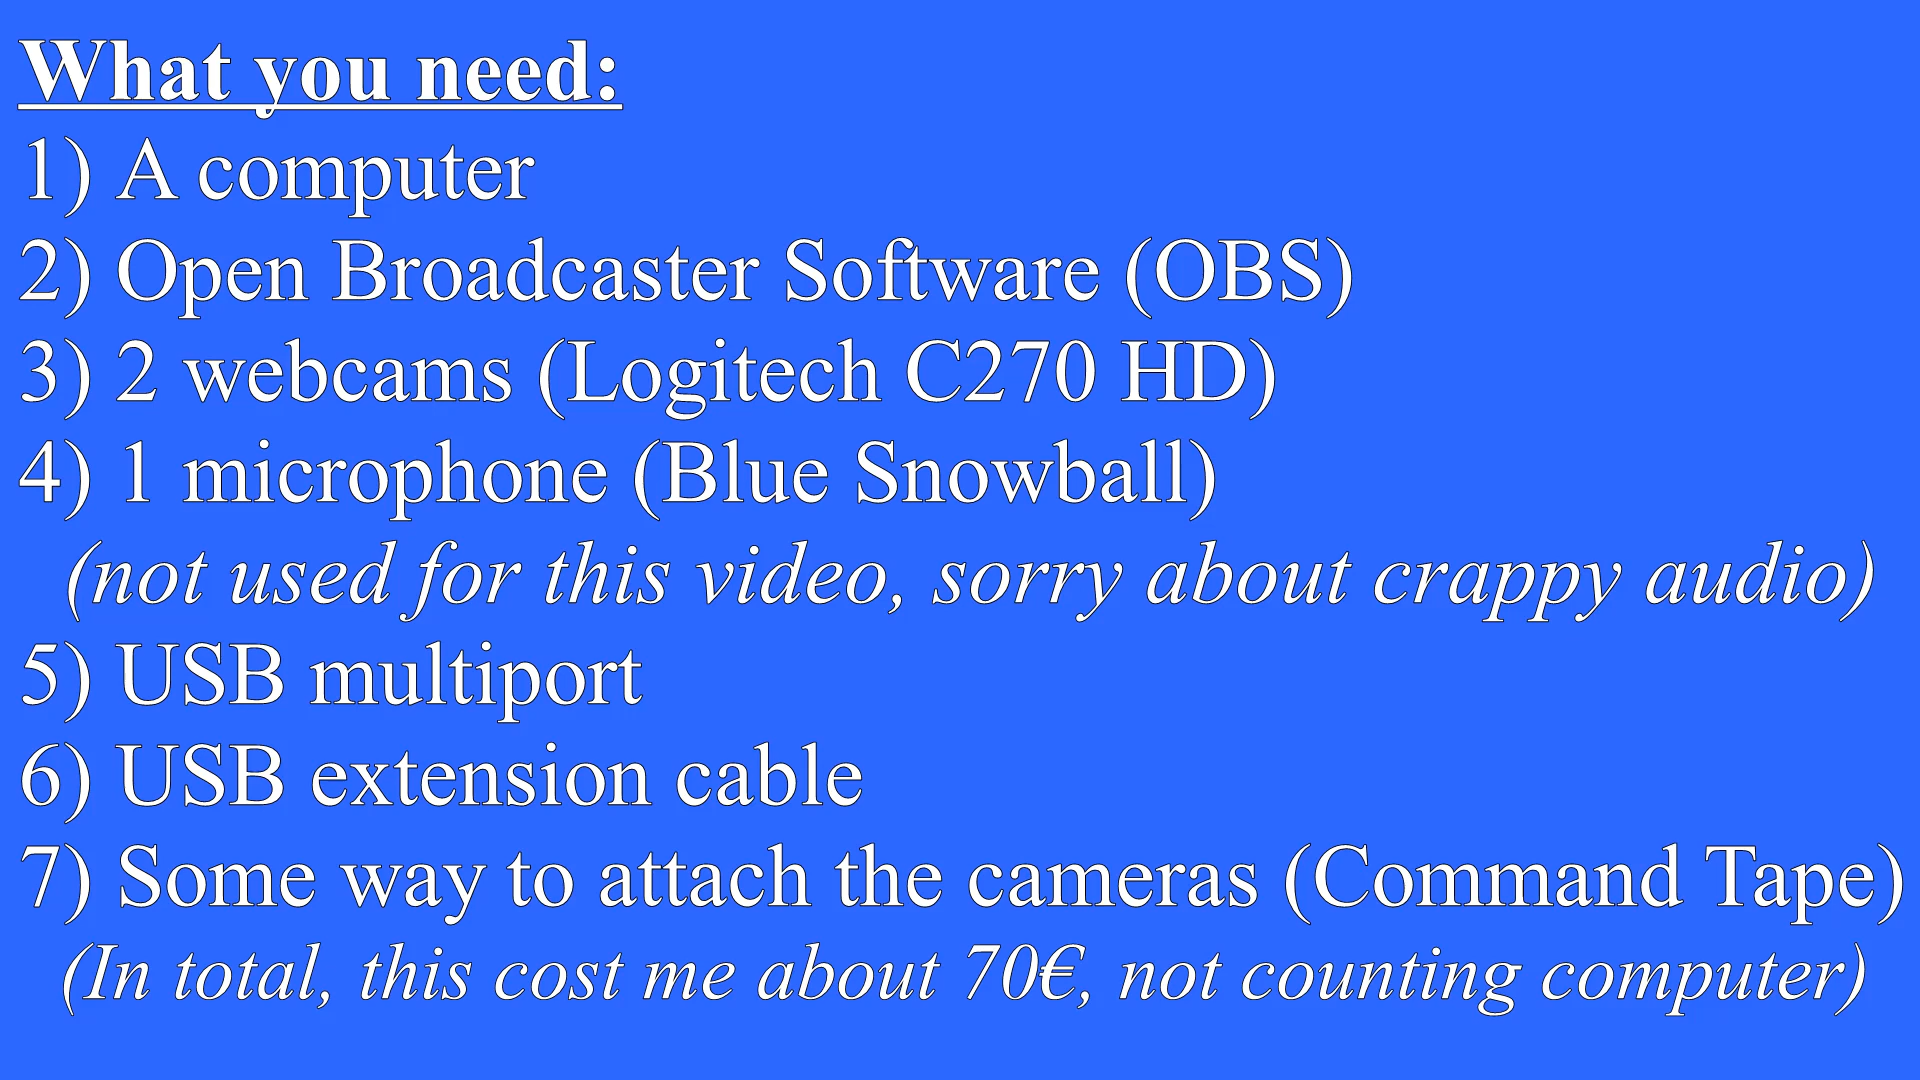 What you need:
1) A computer
2) Open Broadcaster Software (OBS)
3) 2 webcams (Logitech C270 HD)
4) 1 microphone (Blue Snowball)
(not used for this video, sorry about crappy audio)
5) USB multiport
6) USB extension cable
7) Some way to attach the cameras (Command Tape)
(In total, this cost me about 70€, not counting computer)